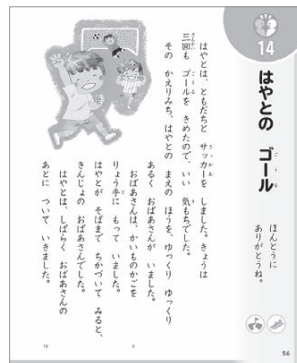 14
はやとの ゴール
ほんとうに
ありがとうね。
はやとは、ともだちと サッカーを しました。きょうは
三回も ゴールを きめたので、いい 気もちでした。
その かえりみち、はやとの まえのほうを、ゆっくり ゆっくり
あるく おばあさんが いました。
おばあさんは、かいものかごを
りょう手に もって いました。
はやとが そばまで ちかづいて みると、
きんじょの おばあさんでした。
はやとは、しばらく おばあさんの
あとに ついて いきました。
56